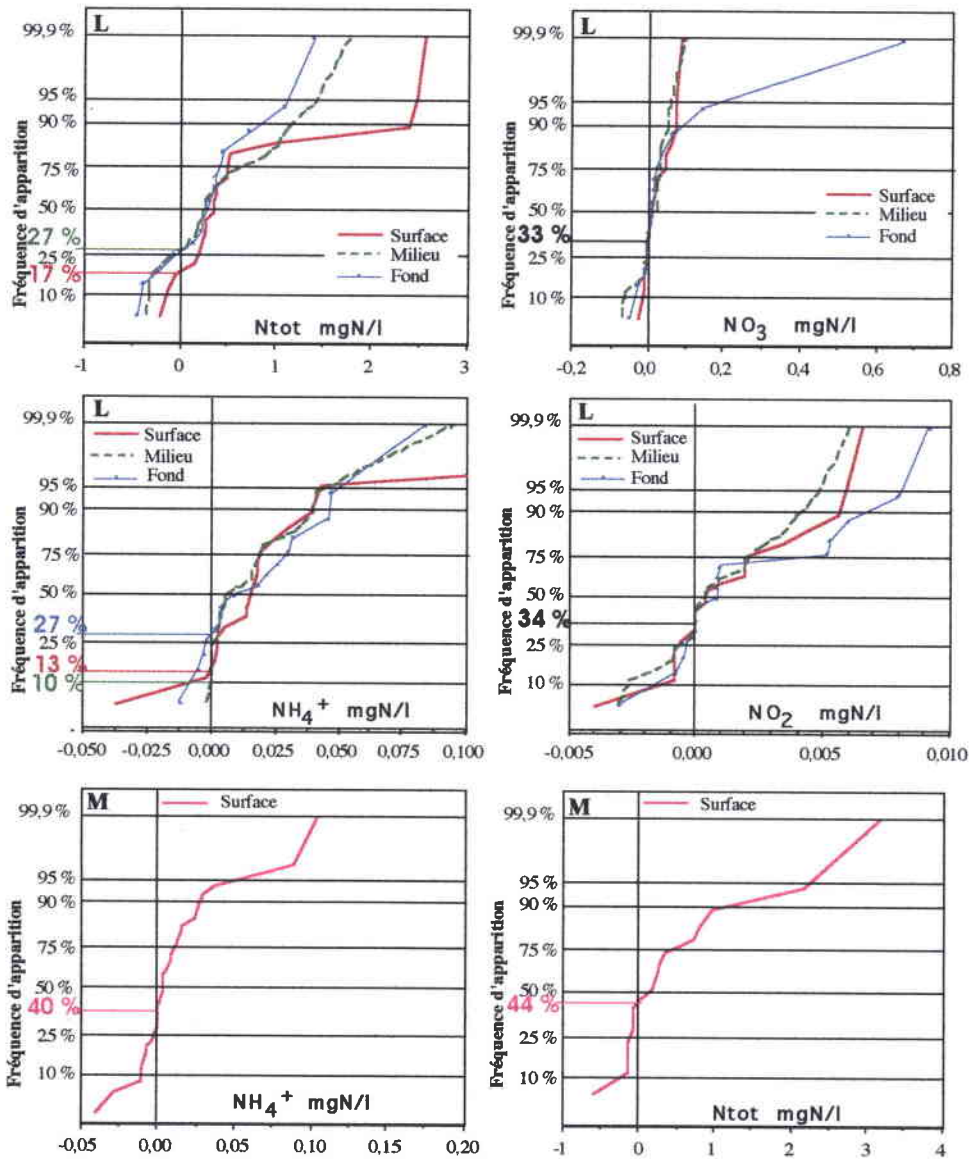 L
99,9 %
95 %
90 %
75 %
50 %
27 %
25 %
17 %
10 %
Fréquence d'apparition
Surface
Milieu
Fond
Ntot mgN/l
-1 0 1 2 3
L
99,9 %
95 %
90 %
75 %
50 %
33 %
25 %
10 %
Fréquence d'apparition
Surface
Milieu
Fond
NO3 mgN/l
-0,2 0,0 0,2 0,4 0,6 0,8
L
99,9 %
Surface
Milieu
Fond
95 %
90 %
75 %
50 %
27 %
25 %
13 %
10 %
Fréquence d'apparition
NH4+ mgN/l
-0.050 -0,025 0,000 0,025 0,050 0,075 0,100
L
99,9 %
Surface
Milieu
Fond
95 %
90 %
75 %
50 %
34 %
25 %
10 %
Fréquence d'apparition
NO2 mgN/l
-0.005 0.000 0,005 0,010
M
Surface
99,9 %
95 %
90 %
75 %
50 %
40 %
25 %
10 %
Fréquence d'apparition
NH4+ mgN/l
-0,05 0,00 0,05 0,10 0,15 0,20
M
Surface
99,9 %
95 %
90 %
75 %
50 %
44 %
25 %
10 %
Fréquence d'apparition
Ntot mgN/l
-1 0 1 2 3 4